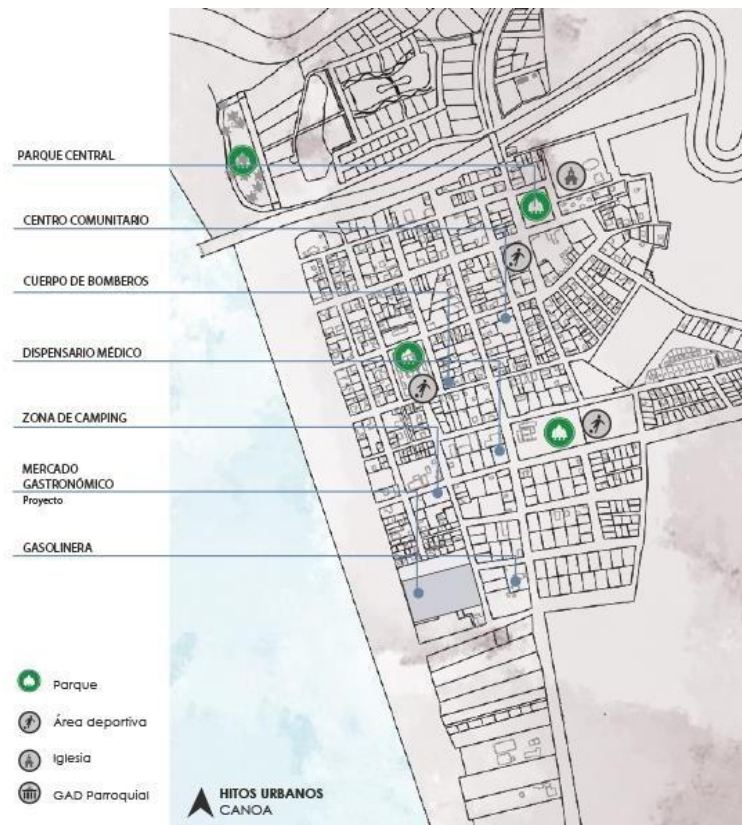 PARQUE CENTRAL
CENTRO COMUNITARIO
CUERPO DE BOMBEROS
DISPENSARIO MÉDICO
ZONA DE CAMPING
MERCADO
GASTRONÓMICO
Proyecto
GASOLINERA
Parque
Área deportiva
Iglesia
GAD Parroquial
HITOS URBANOS
CANOA